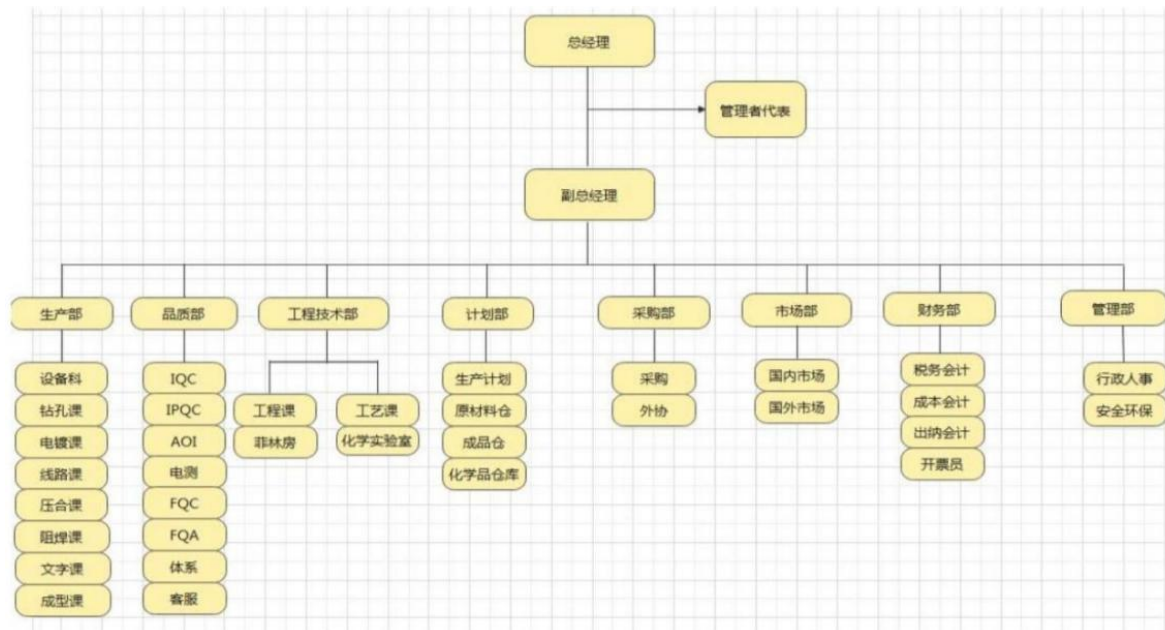 总经理
管理者代表
副总经理
生产部
品质部
工程技术部
计划部
采购部
市场部
财务部
管理部
设备科
钻孔课
电镀课
线路课
压合课
阻焊课
文字课
成型课
IQC
IPQC
AOI
电测
FQC
FQA
体系
客服
工程课
菲林房
工艺课
化学实验室
生产计划
原材料仓
成品仓
化学品仓库
采购
外协
国内市场
国外市场
税务会计
成本会计
出纳会计
开票员
行政人事
安全环保